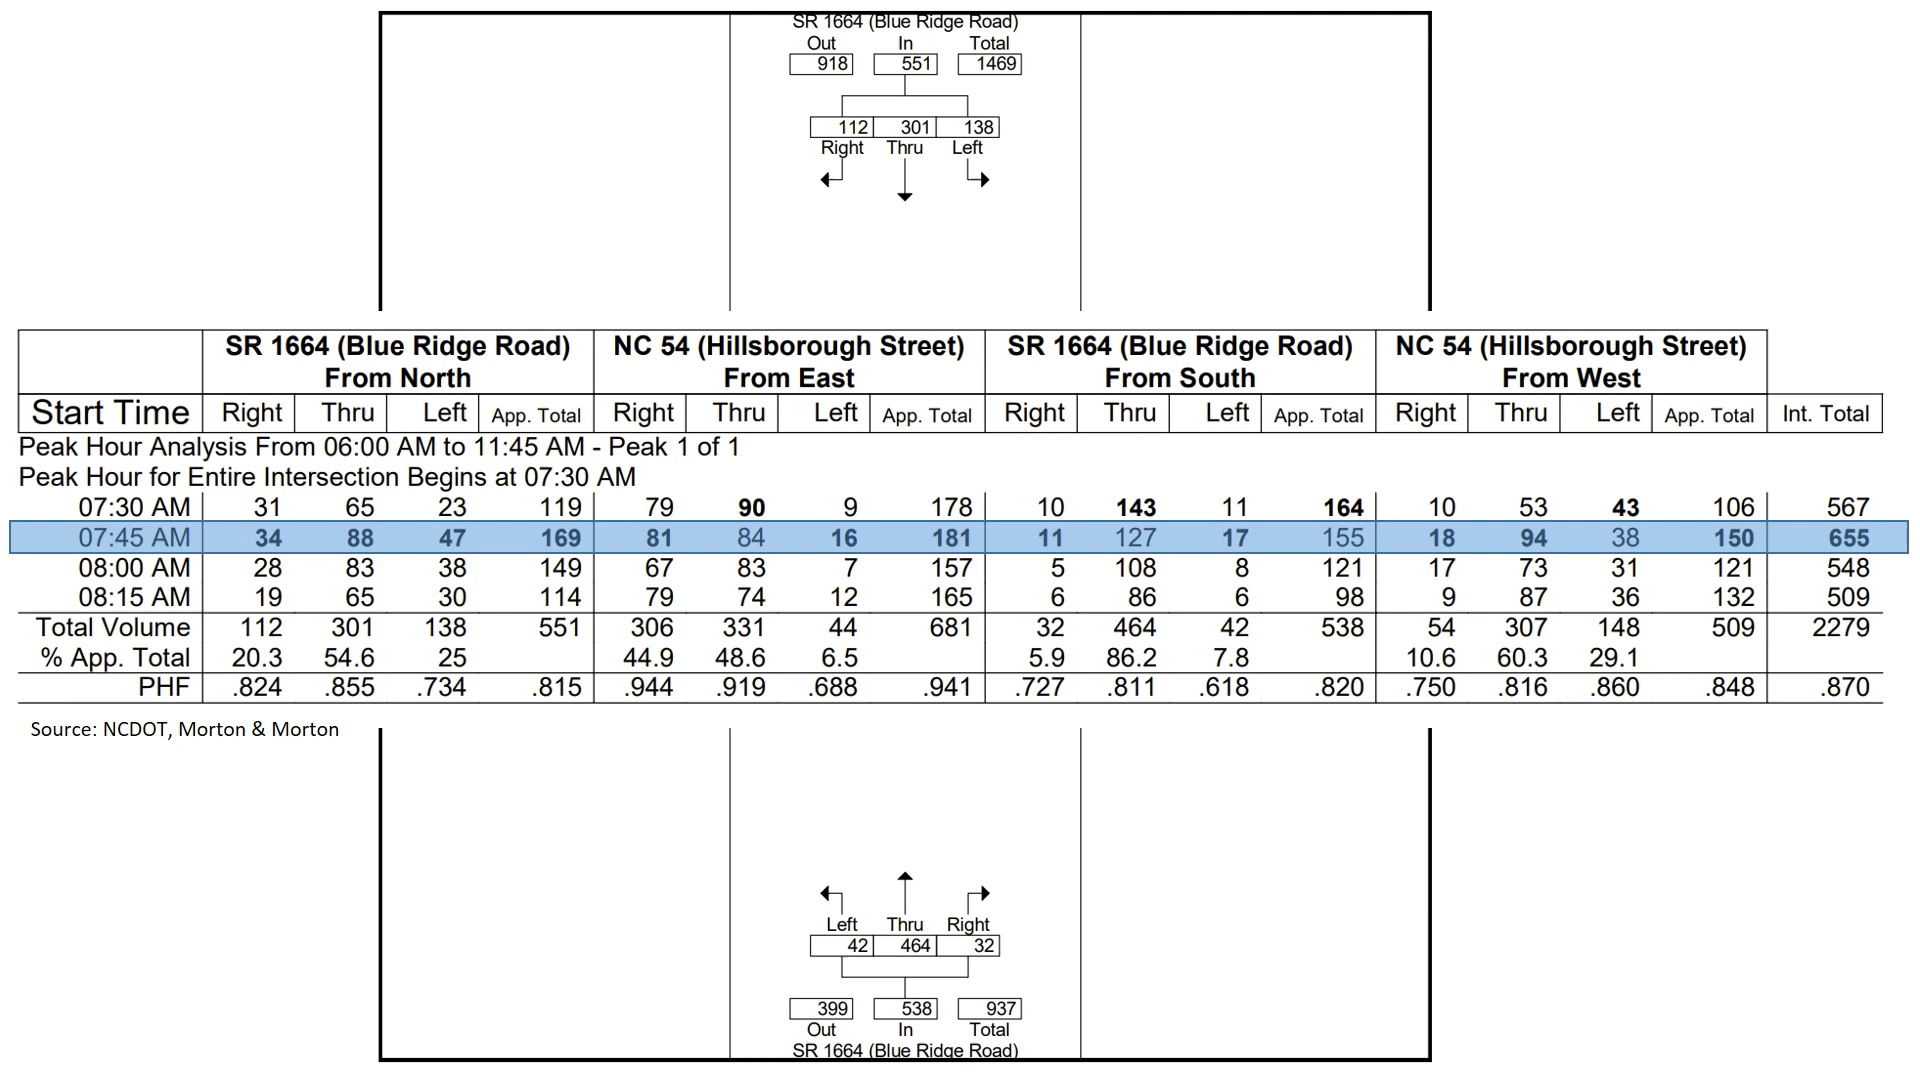 SR 1664 (Blue Ridge Road)
Out In Total
918 551 1469
112 301 138
Right Thru Left
SR 1664 (Blue Ridge Road) NC 54 (Hillsborough Street) SR 1664 (Blue Ridge Road) NC 54 (Hillsborough Street)
From North From East From South From West
Start Time Right Thru Left App. Total Right Thru Left App. Total Right Thru Left App. Total Right Thru Left App. Total Int. Total
Peak Hour Analysis From 06:00 AM to 11:45 AM - Peak 1 of 1
Peak Hour for Entire Intersection Begins at 07:30 AM
07:30 AM 31 65 23 119 79 90 9 178 10 143 11 164 10 53 43 106 567
07:45 AM 34 88 47 169 81 84 16 181 11 127 17 155 18 94 38 150 655
08:00 AM 28 83 38 149 67 83 7 157 5 108 8 121 17 73 31 121 548
08:15 AM 19 65 30 114 79 74 12 165 6 86 6 98 9 87 36 132 509
Total Volume 112 301 138 551 306 331 44 681 32 464 42 538 54 307 148 509 2279
% App. Total 20.3 54.6 25 44.9 48.6 6.5 5.9 86.2 7.8 10.6 60.3 29.1
PHF .824 .855 .734 .815 .944 .919 .688 .941 .727 .811 .618 .820 .750 .816 .860 .848 .870
Source: NCDOT, Morton & Morton
Left Thru Right
42 464 32
399 538 937
Out In Total
SR 1664 (Blue Ridge Road)